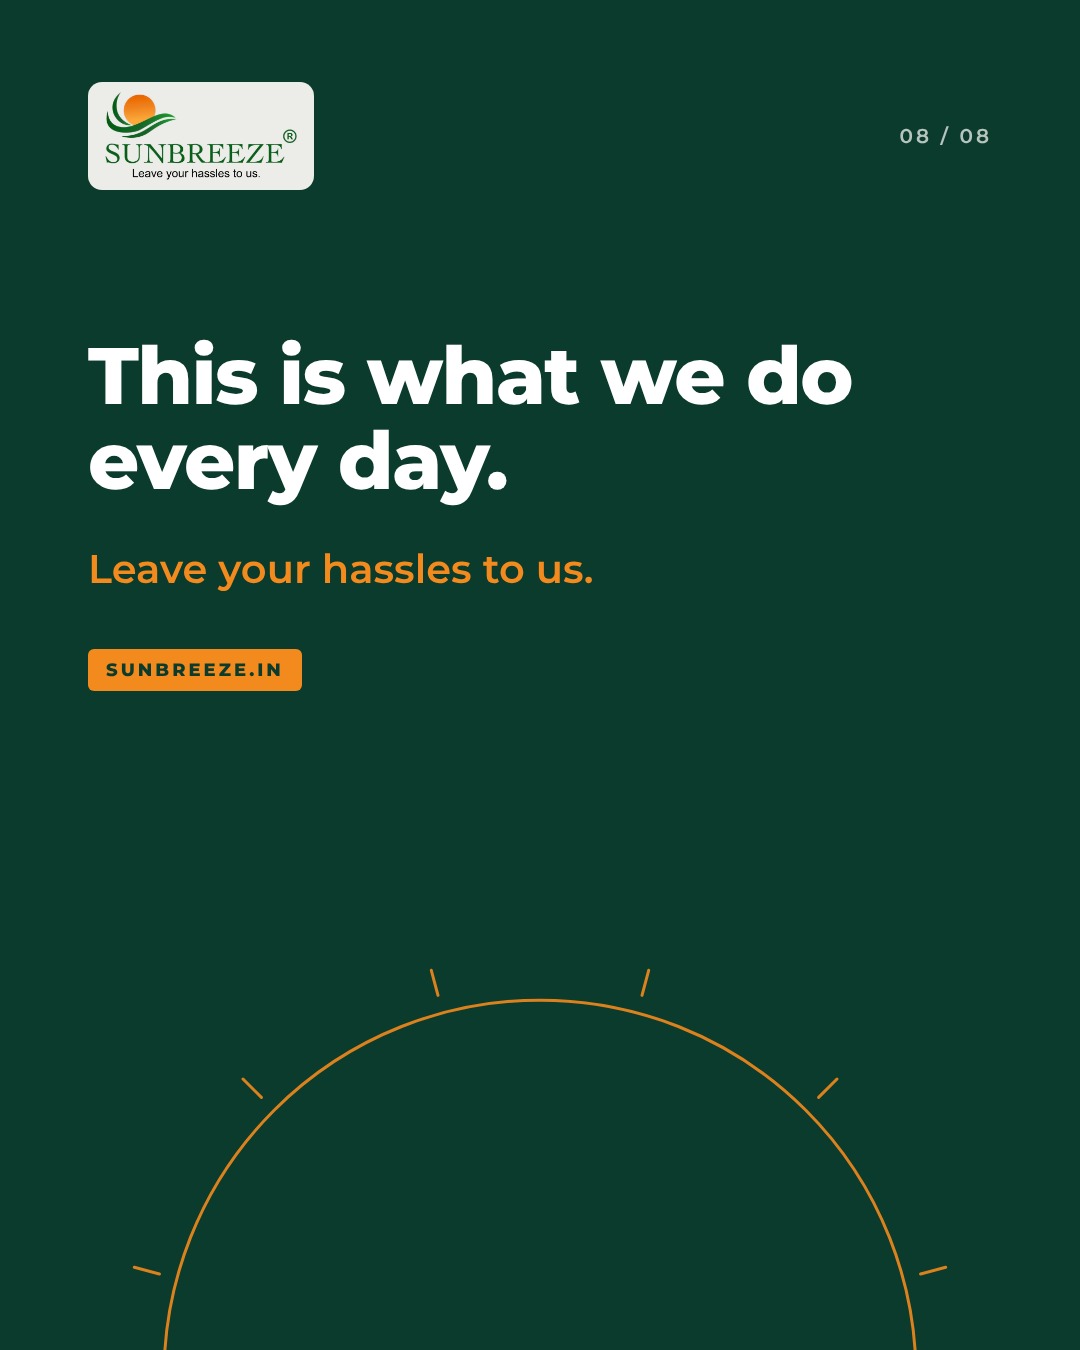 SUNBREEZE®
Leave your hassles to us.
08 / 08
This is what we do
every day.
Leave your hassles to us.
SUNBREEZE.IN